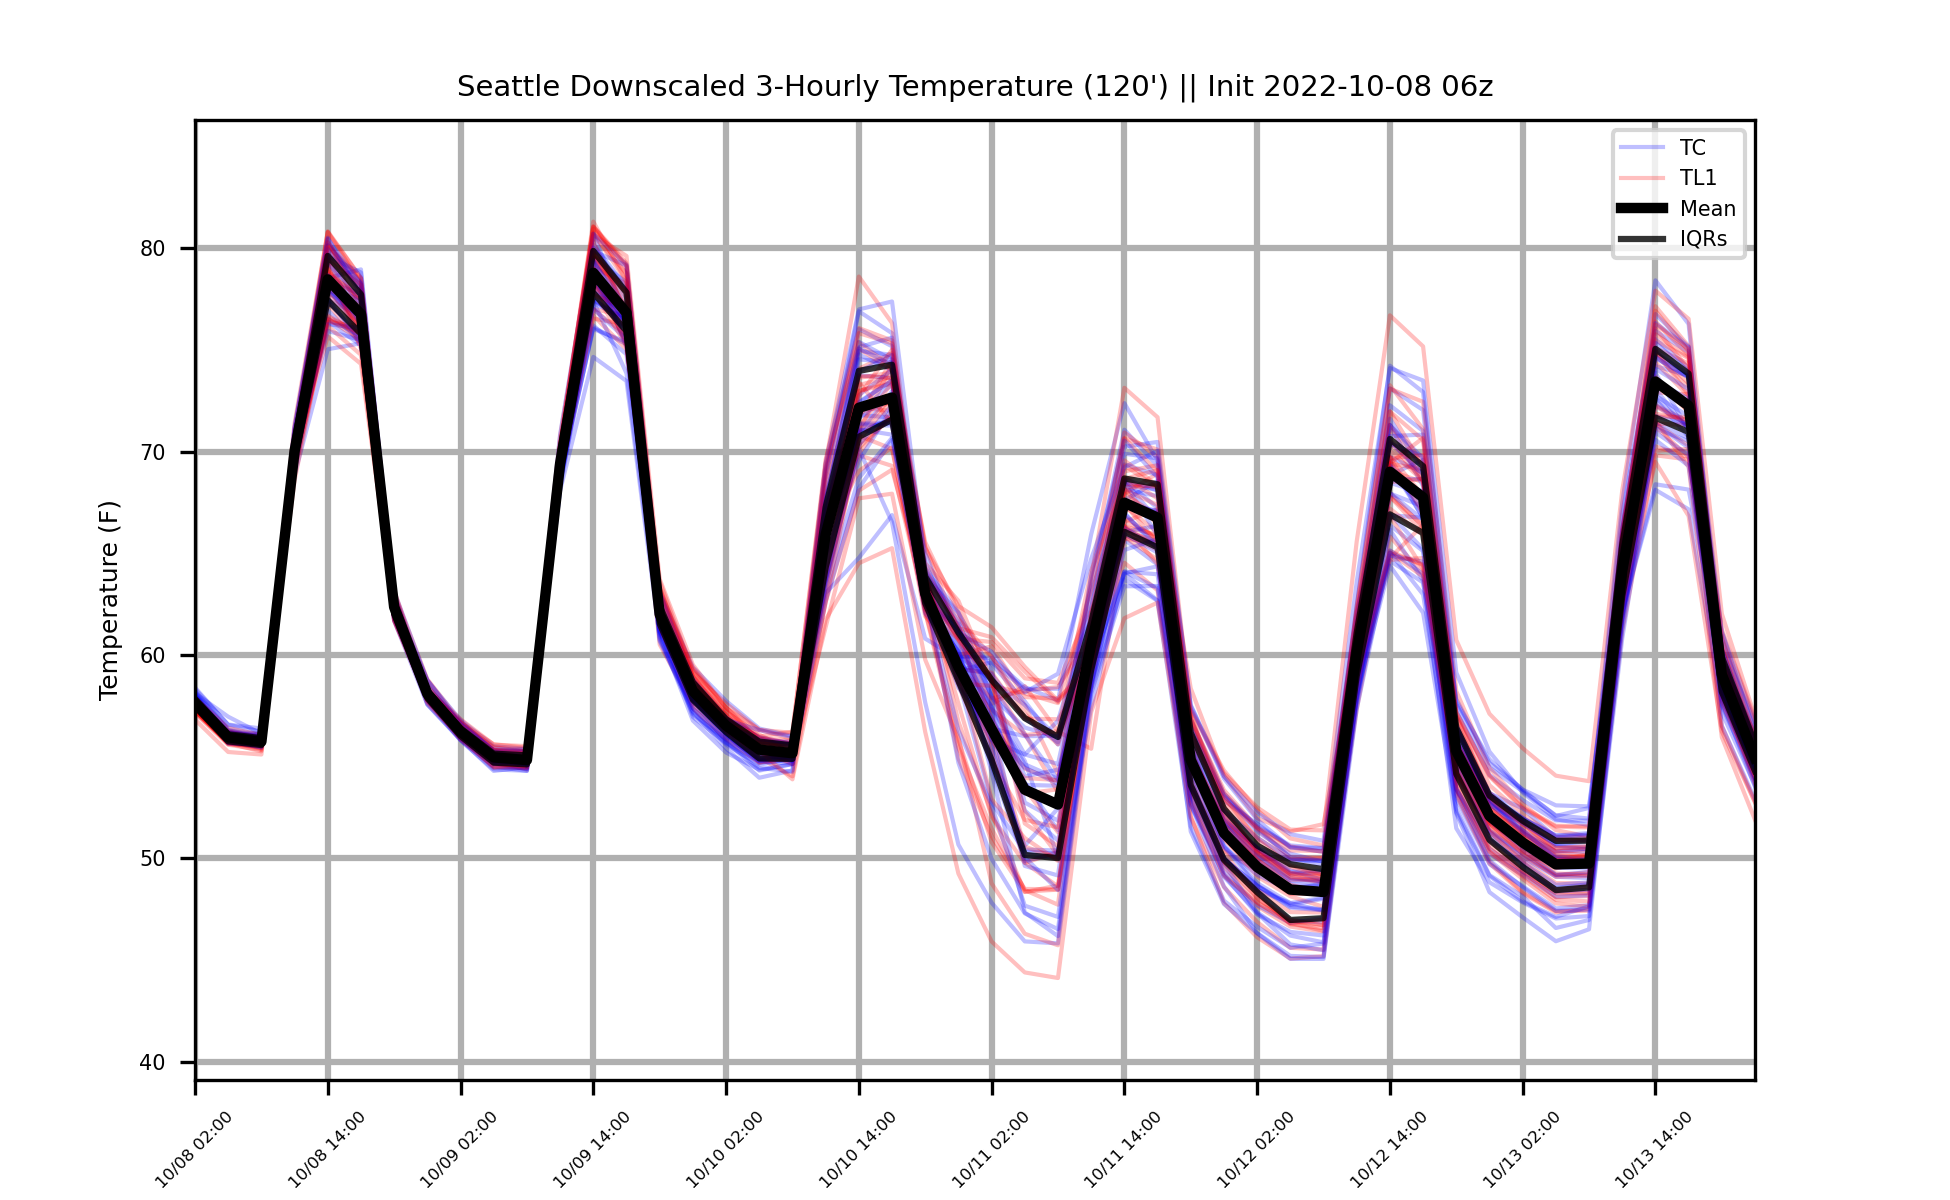 Seattle Downscaled 3-Hourly Temperature (120') || Init 2022-10-08 06z
TC
TL1
Mean
IQRs
Temperature (F)
80
70
60
50
40
10/08 02:00
10/08 14:00
10/09 02:00
10/09 14:00
10/10 02:00
10/10 14:00
10/11 02:00
10/11 14:00
10/12 02:00
10/12 14:00
10/13 02:00
10/13 14:00